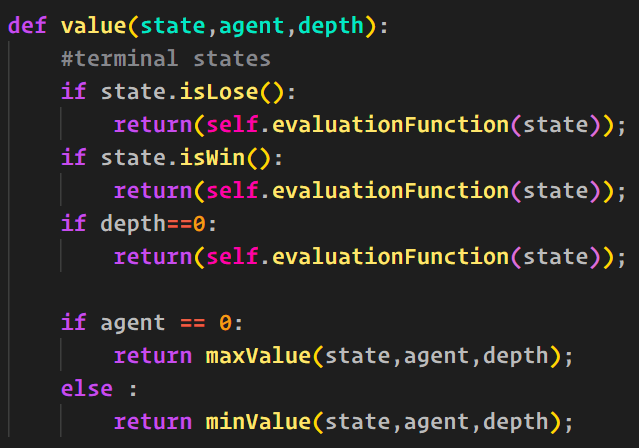 def value(state,agent,depth):
    #terminal states
    if state.isLose():
        return(self.evaluationFunction(state));
    if state.isWin():
        return(self.evaluationFunction(state));
    if depth==0:
        return(self.evaluationFunction(state));

    if agent == 0:
        return maxValue(state,agent,depth);
    else :
        return minValue(state,agent,depth);